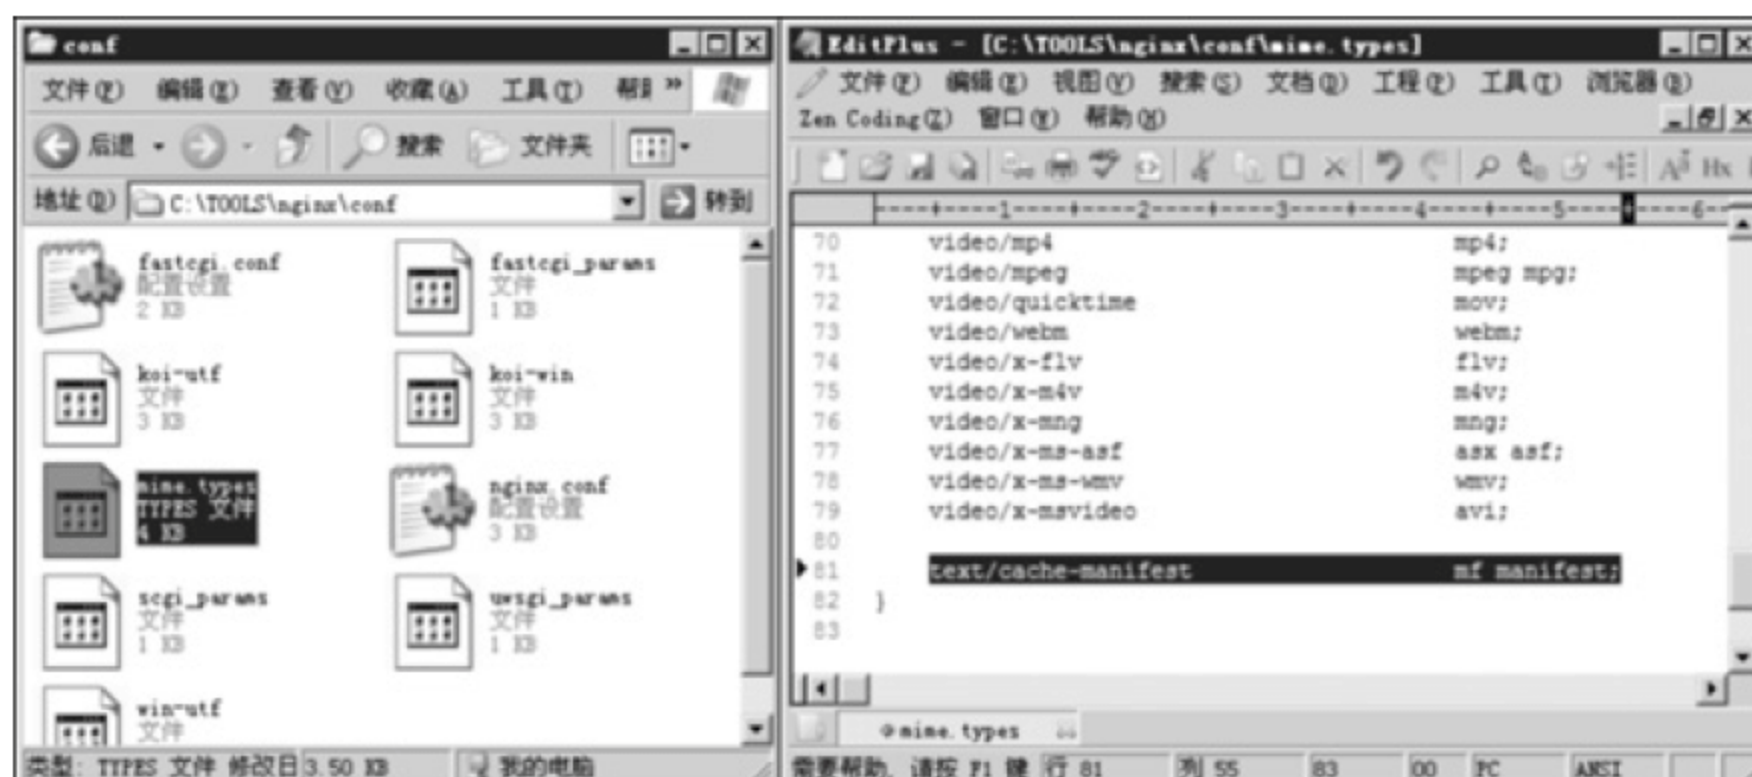 conf
文件(F) 编辑(E) 查看(V) 收藏(A) 工具(T) 帮 »
后退 搜索 文件夹
地址(D) C:\TOOLS\nginx\conf 转到
fastcgi.conf
配置设置
2 KB
fastcgi_params
文件
1 KB
koi-utf
文件
3 KB
koi-win
文件
3 KB
mime.types
TYPES 文件
4 KB
nginx.conf
配置设置
3 KB
scgi_params
文件
1 KB
uwsgi_params
文件
1 KB
win-utf
文件
类型: TYPES 文件 修改日 3.50 KB 我的电脑
EditPlus - [C:\TOOLS\nginx\conf\mime.types]
文件(F) 编辑(E) 视图(V) 搜索(S) 文档(D) 工程(P) 工具(T) 浏览器(B)
Zen Coding(Z) 窗口(W) 帮助(H)
----+----1----+----2----+----3----+----4----+----5----+----6--
70 video/mp4 mp4;
71 video/mpeg mpeg mpg;
72 video/quicktime mov;
73 video/webm webm;
74 video/x-flv flv;
75 video/x-m4v m4v;
76 video/x-mng mng;
77 video/x-ms-asf asx asf;
78 video/x-ms-wmv wmv;
79 video/x-msvideo avi;
80
81 text/cache-manifest mf manifest;
82 }
83
mime.types
需要帮助, 请按 F1 键 行 81 列 55 83 00 PC ANSI